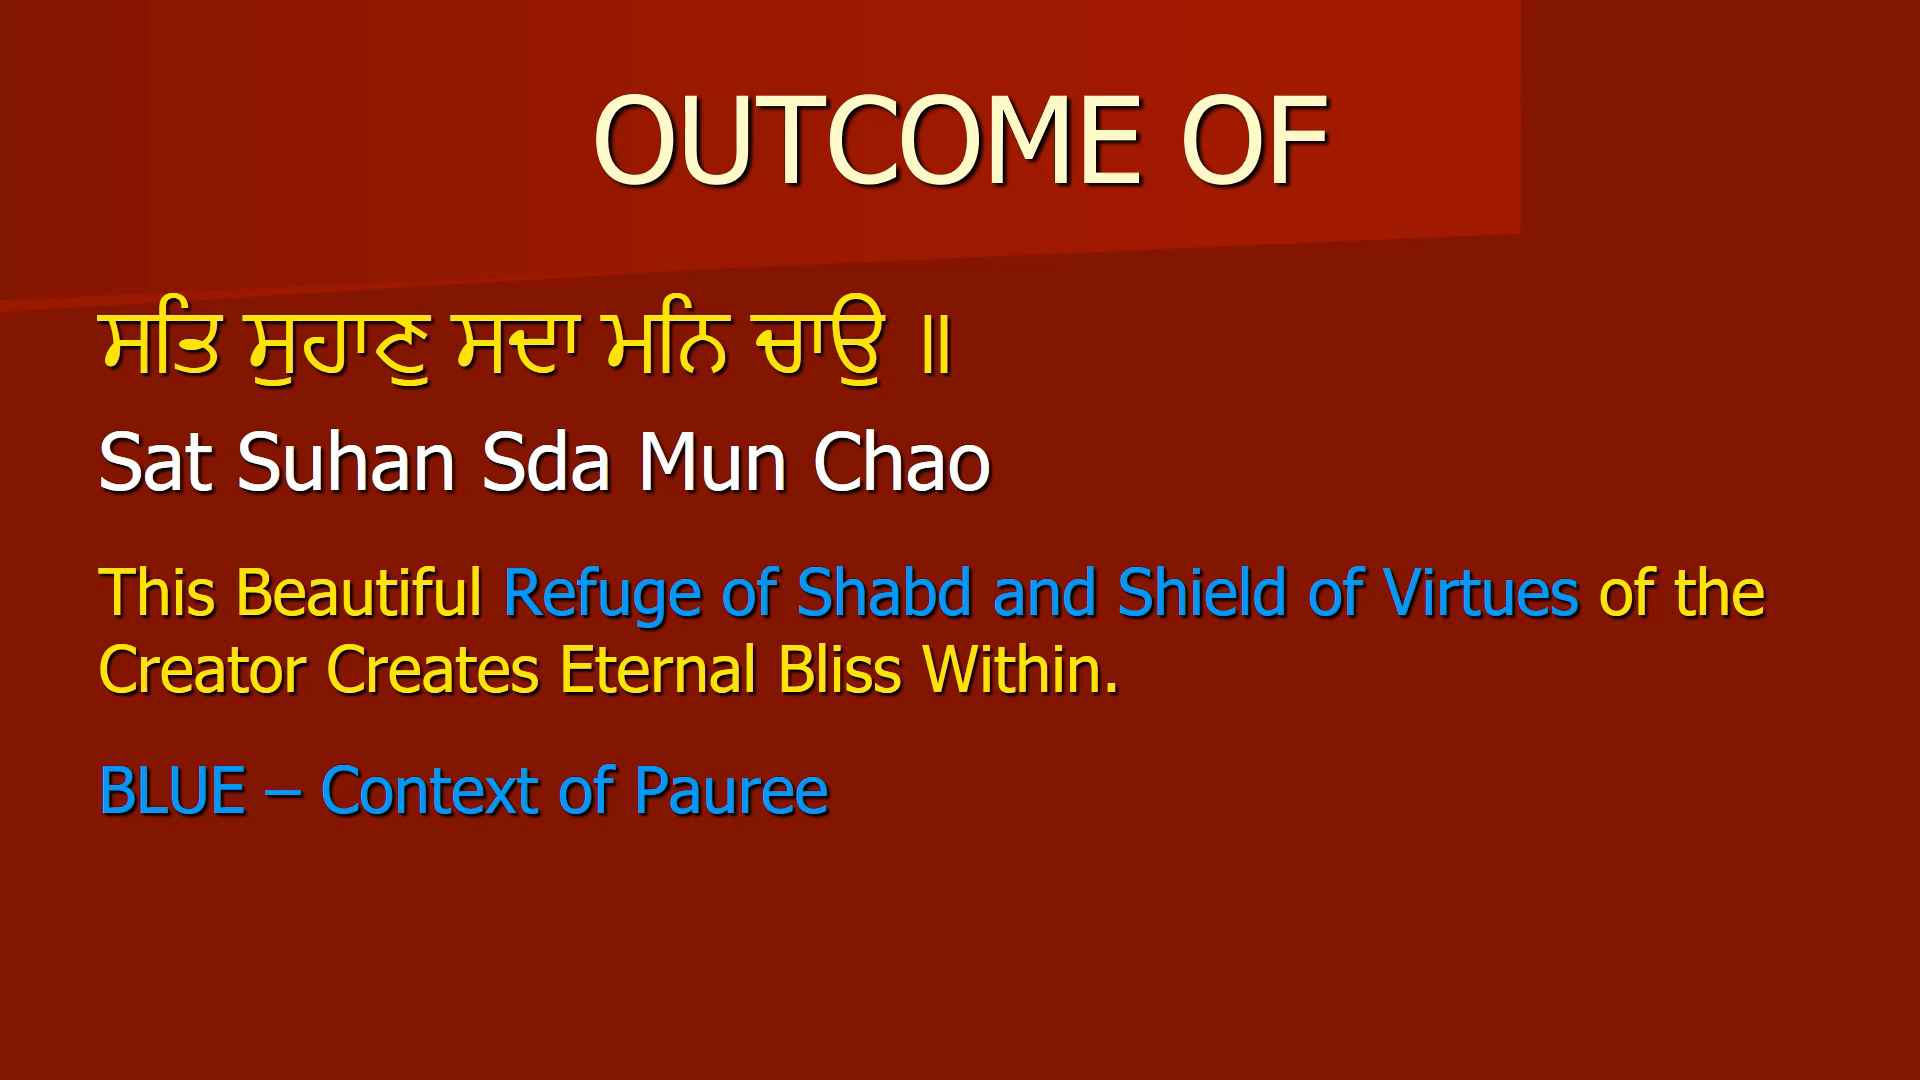 OUTCOME OF
ਸਤਿ ਸੁਹਾਣੁ ਸਦਾ ਮਨਿ ਚਾਉ ॥
Sat Suhan Sda Mun Chao
This Beautiful Refuge of Shabd and Shield of Virtues of the
Creator Creates Eternal Bliss Within.
BLUE – Context of Pauree